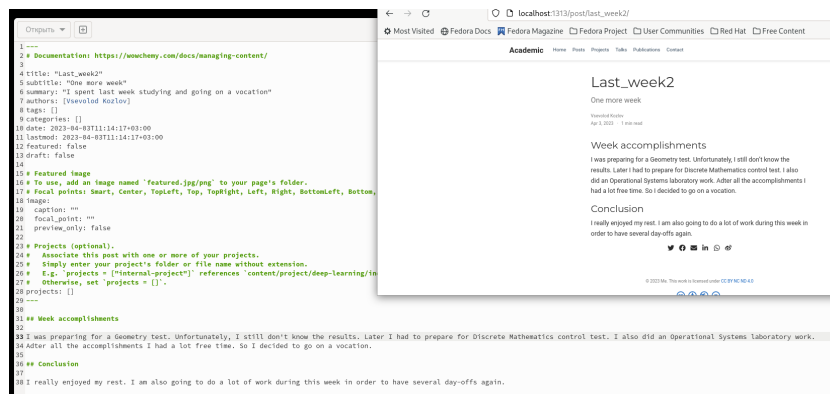 Открыть
1 ---
2 # Documentation: https://wowchemy.com/docs/managing-content/
3
4 title: "Last_week2"
5 subtitle: "One more week"
6 summary: "I spent last week studying and going on a vocation"
7 authors: [Vsevolod Kozlov]
8 tags: []
9 categories: []
10 date: 2023-04-03T11:14:17+03:00
11 lastmod: 2023-04-03T11:14:17+03:00
12 featured: false
13 draft: false
14
15 # Featured image
16 # To use, add an image named `featured.jpg/png` to your page's folder.
17 # Focal points: Smart, Center, TopLeft, Top, TopRight, Left, Right, BottomLeft, Bottom,
18 image:
19 caption: ""
20 focal_point: ""
21 preview_only: false
22
23 # Projects (optional).
24 # Associate this post with one or more of your projects.
25 # Simply enter your project's folder or file name without extension.
26 # E.g. `projects = ["internal-project"]` references `content/project/deep-learning/in
27 # Otherwise, set `projects = []`.
28 projects: []
29 ---
30
31 ## Week accomplishments
32
33 I was preparing for a Geometry test. Unfortunately, I still don't know the results. Later I had to prepare for Discrete Mathematics control test. I also did an Operational Systems laboratory work.
34 Adter all the accomplishments I had a lot free time. So I decided to go on a vocation.
35
36 ## Conclusion
37
38 I really enjoyed my rest. I am also going to do a lot of work during this week in order to have several day-offs again.
localhost:1313/post/last_week2/
Most Visited Fedora Docs Fedora Magazine Fedora Project User Communities Red Hat Free Content
Academic Home Posts Projects Talks Publications Contact
Last_week2
One more week
Vsevolod Kozlov
Apr 3, 2023 · 1 min read
Week accomplishments
I was preparing for a Geometry test. Unfortunately, I still don't know the
results. Later I had to prepare for Discrete Mathematics control test. I also
did an Operational Systems laboratory work. Adter all the accomplishments I
had a lot free time. So I decided to go on a vocation.
Conclusion
I really enjoyed my rest. I am also going to do a lot of work during this week in
order to have several day-offs again.
© 2023 Me. This work is licensed under CC BY NC ND 4.0